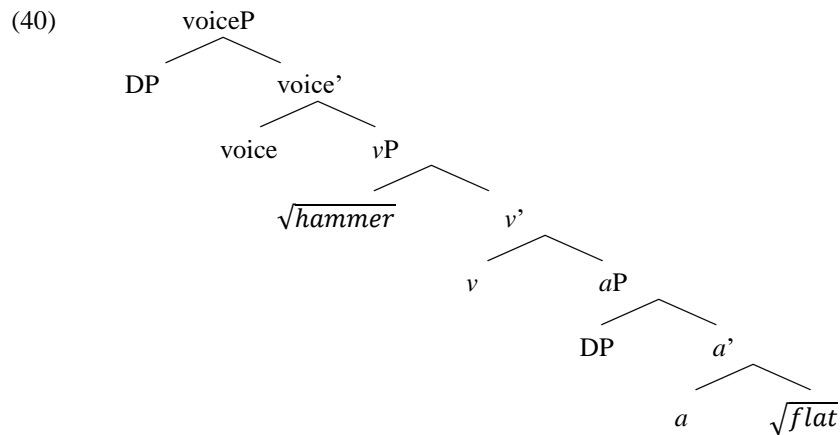 (40) voiceP
DP voice’
voice vP
√hammer v’
v aP
DP a’
a √flat